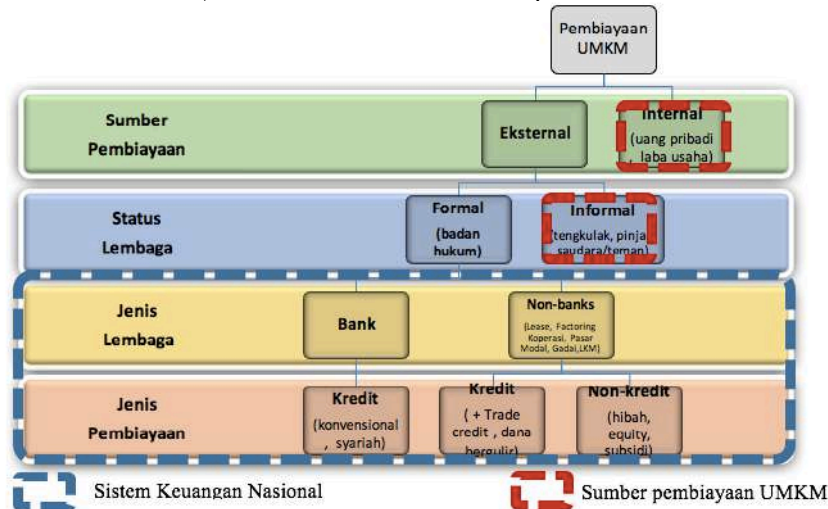 Pembiayaan
UMKM
Sumber
Pembiayaan
Eksternal
Internal
(uang pribadi
, laba usaha)
Status
Lembaga
Formal
(badan
hukum)
Informal
(tengkulak, pinja
saudara/teman)
Jenis
Lembaga
Bank
Non-banks
(Lease, Factoring
Koperasi, Pasar
Modal, Gadai,LKM)
Jenis
Pembiayaan
Kredit
(konvensional
, syariah)
Kredit
( + Trade
credit , dana
bergulir)
Non-kredit
(hibah,
equity,
subsidi)
Sistem Keuangan Nasional
Sumber pembiayaan UMKM